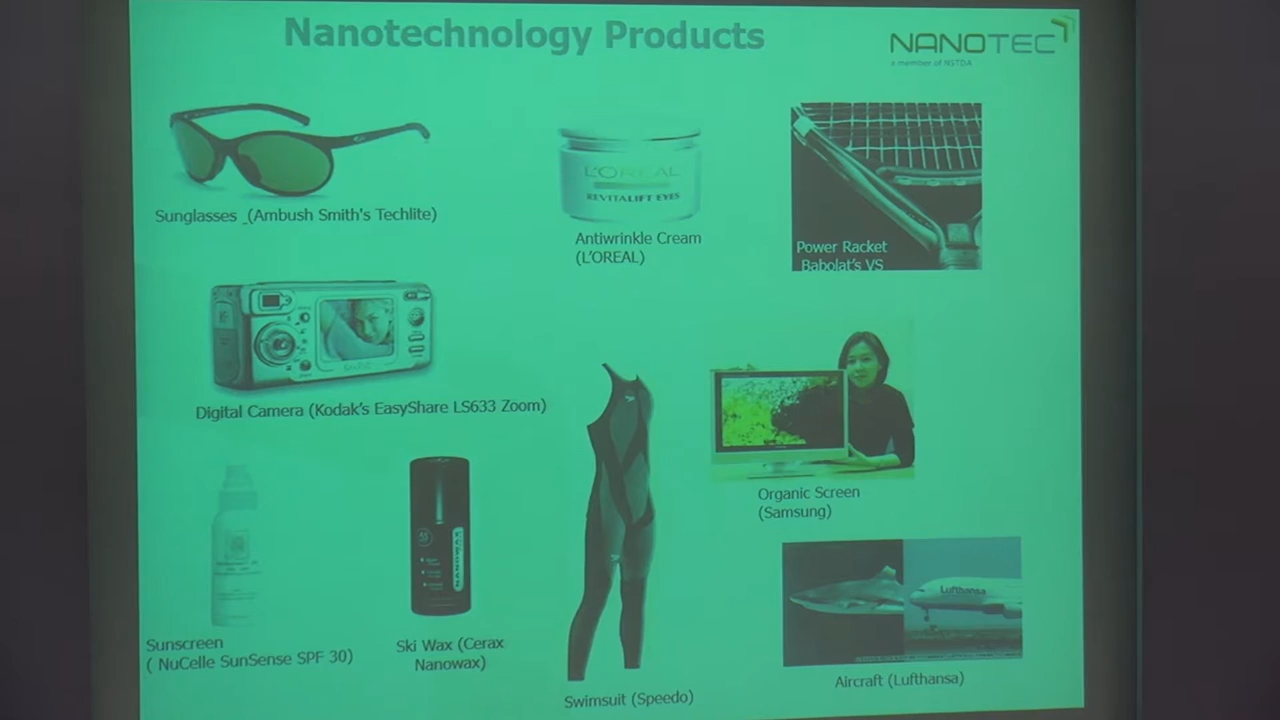 Nanotechnology Products
NANOTEC
a member of NSTDA
Sunglasses _(Ambush Smith's Techlite)
L'OREAL
REVITALIFT EYES
Antiwrinkle Cream
(L'OREAL)
Power Racket
Babolat's VS
Digital Camera (Kodak's EasyShare LS633 Zoom)
Organic Screen
(Samsung)
NANOWAX
Lufthansa
Sunscreen
( NuCelle SunSense SPF 30)
Ski Wax (Cerax
Nanowax)
Swimsuit (Speedo)
Aircraft (Lufthansa)